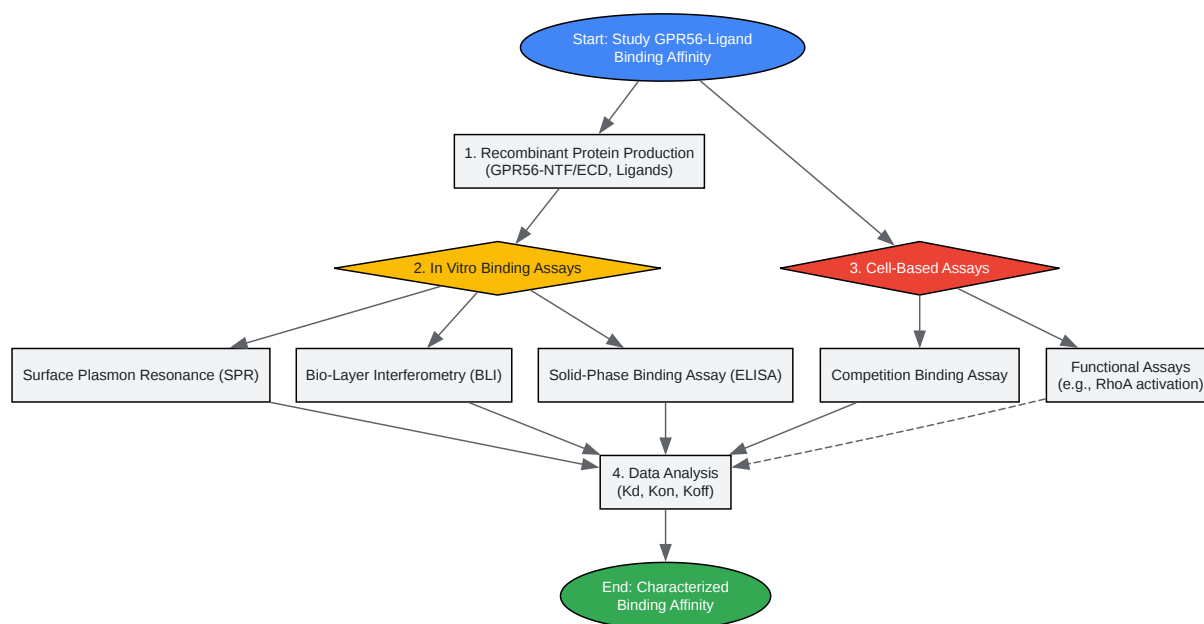 Start: Study GPR56-Ligand
Binding Affinity
1. Recombinant Protein Production
(GPR56-NTF/ECD, Ligands)
2. In Vitro Binding Assays
3. Cell-Based Assays
Surface Plasmon Resonance (SPR)
Bio-Layer Interferometry (BLI)
Solid-Phase Binding Assay (ELISA)
Competition Binding Assay
Functional Assays
(e.g., RhoA activation)
4. Data Analysis
(Kd, Kon, Koff)
End: Characterized
Binding Affinity